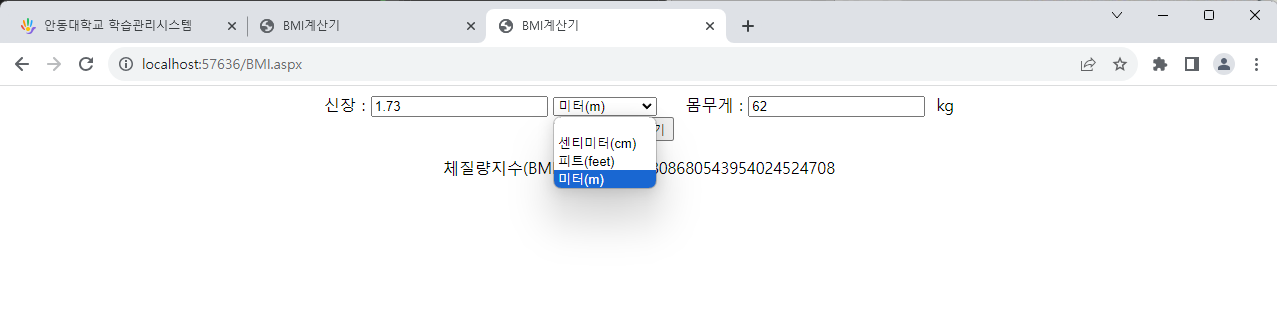 안동대학교 학습관리시스템 BMI계산기 BMI계산기
localhost:57636/BMI.aspx
신장 : 1.73 미터(m) 몸무게 : 62 kg
기
센티미터(cm)
피트(feet)
체질량지수(BM 086805439540245​24708
미터(m)